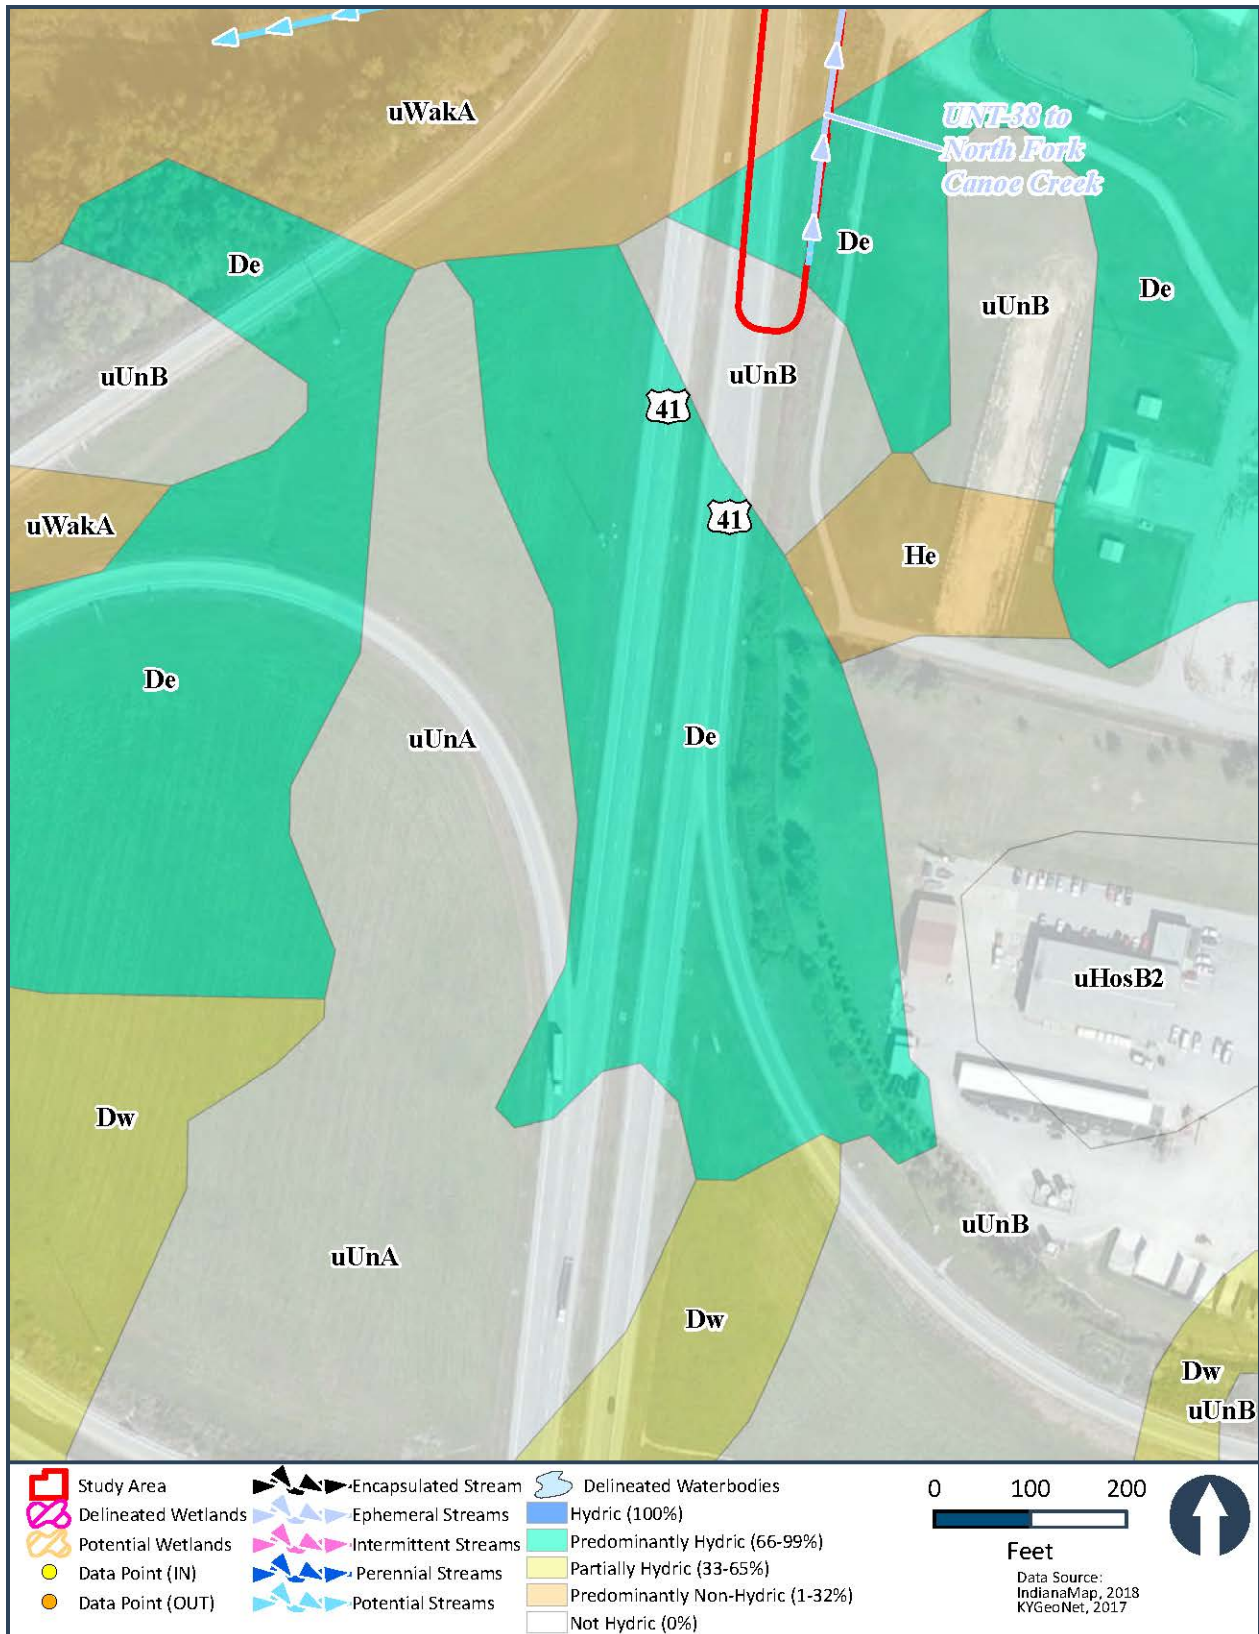 uWakA
UNT-38 to
North Fork
Canoe Creek
De
De
De
uUnB
uUnB
uUnB
41
41
uWakA
He
De
uUnA
De
uHosB2
Dw
uUnB
uUnA
Dw
Dw
uUnB
Study Area
Delineated Wetlands
Potential Wetlands
Data Point (IN)
Data Point (OUT)
Encapsulated Stream
Ephemeral Streams
Intermittent Streams
Perennial Streams
Potential Streams
Delineated Waterbodies
Hydric (100%)
Predominantly Hydric (66-99%)
Partially Hydric (33-65%)
Predominantly Non-Hydric (1-32%)
Not Hydric (0%)
0 100 200
Feet
Data Source:
IndianaMap, 2018
KYGeoNet, 2017